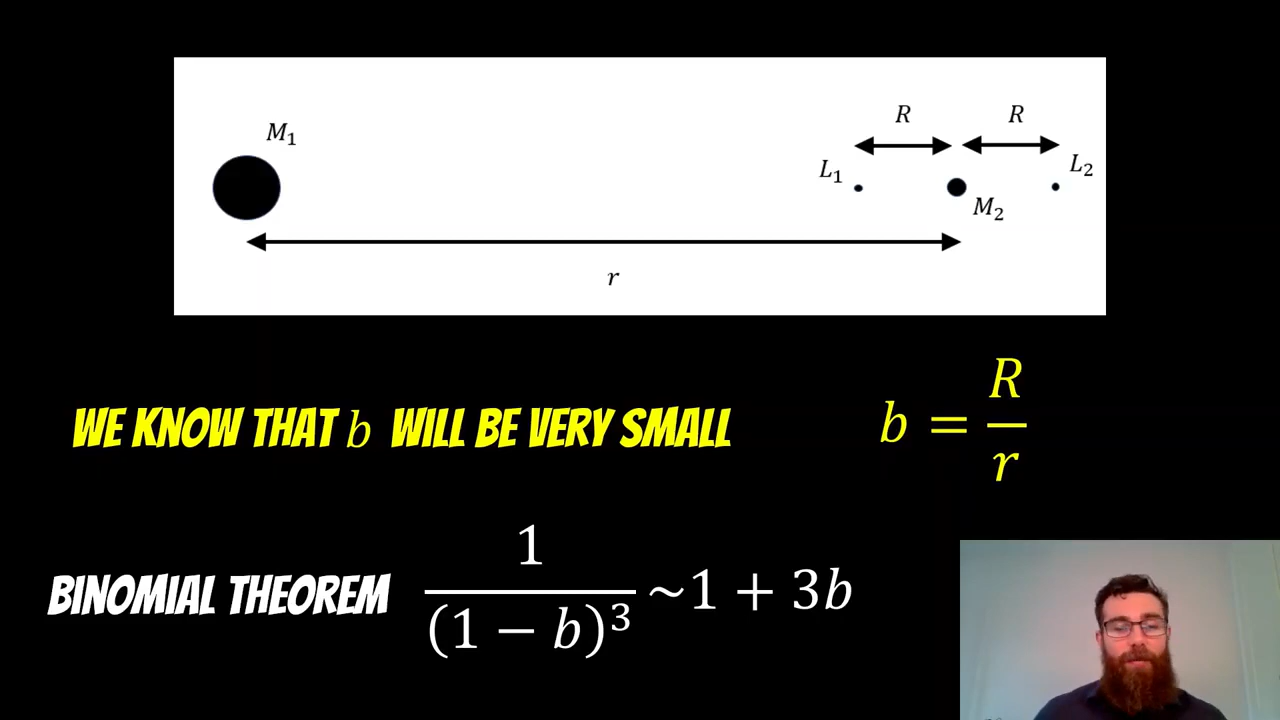 M₁
R
R
L₁
L₂
M₂
r
WE KNOW THAT b WILL BE VERY SMALL
b = R/r
BINOMIAL THEOREM 1/(1 − b)³ ~1 + 3b